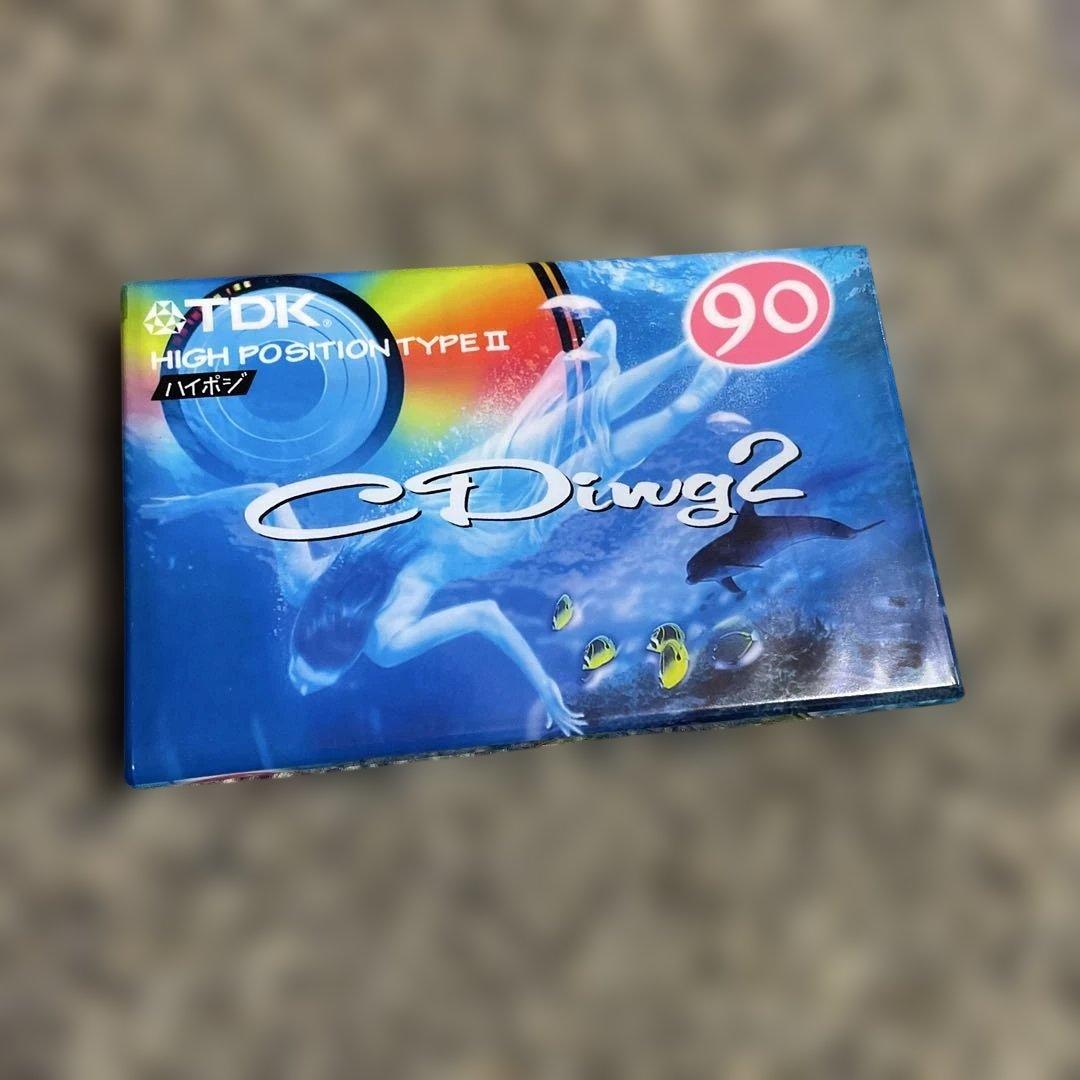 TDK®
HIGH POSITION TYPE II
ハイポジ
90
CDing2